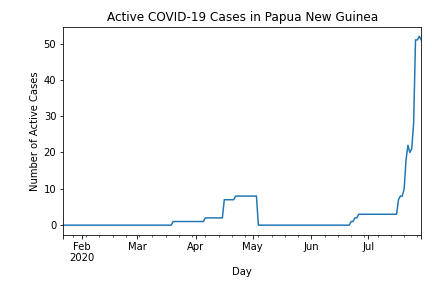 Active COVID-19 Cases in Papua New Guinea
Number of Active Cases
50
40
30
20
10
0
Feb
2020
Mar
Apr
May
Jun
Jul
Day